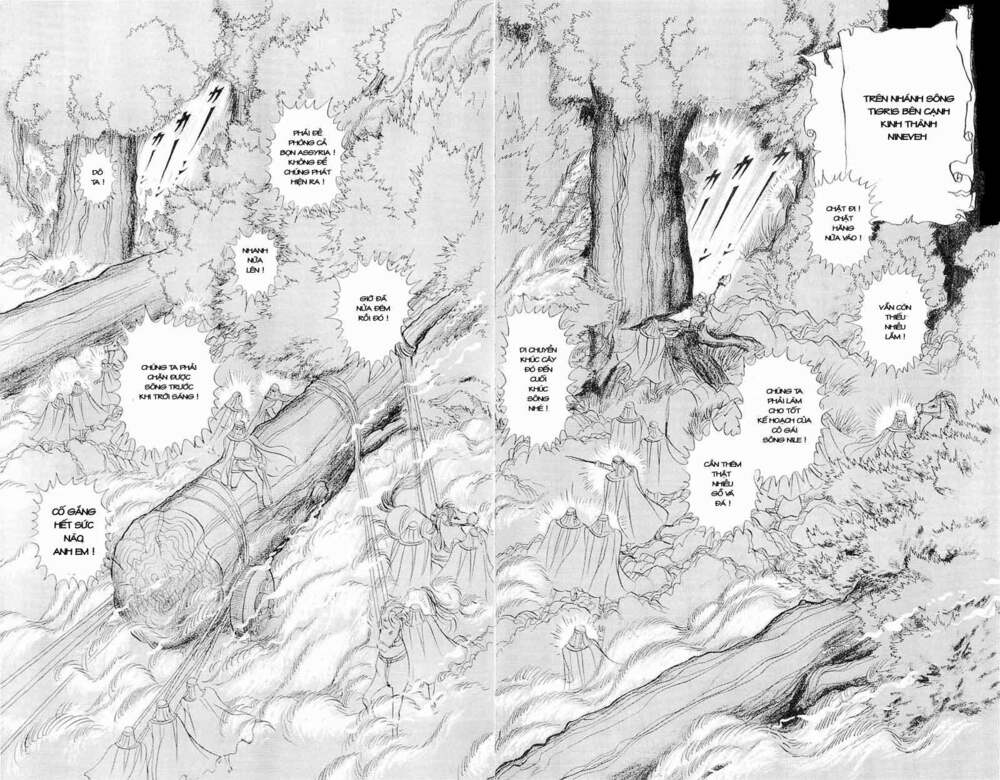 TRÊN NHÁNH SÔNG
TIGRIS BÊN CẠNH
KINH THÀNH
NINEVEH
CHẶT ĐI !
CHẶT
HĂNG
NỮA VÀO !
VẪN CÒN
THIẾU
NHIỀU
LẮM !
CHÚNG TA
PHẢI LÀM
CHO TỐT
KẾ HOẠCH CỦA
CÔ GÁI
SÔNG NILE !
CẦN THÊM
THẬT
NHIỀU
GỖ VÀ
ĐÁ !
DI CHUYỂN
KHÚC CÂY
ĐÓ ĐẾN
CUỐI
KHÚC
SÔNG
NHÉ !
PHẢI ĐỀ
PHÒNG CẢ
BỌN ASSYRIA !
KHÔNG ĐỂ
CHÚNG PHÁT
HIỆN RA !
DÔ
TA !
NHANH
NỮA
LÊN !
GIỜ ĐÃ
NỬA ĐÊM
RỒI ĐÓ !
CHÚNG TA PHẢI
CHẶN ĐƯỢC
SÔNG TRƯỚC
KHI TRỜI SÁNG !
CỐ GẮNG
HẾT SỨC
NÀO,
ANH EM !